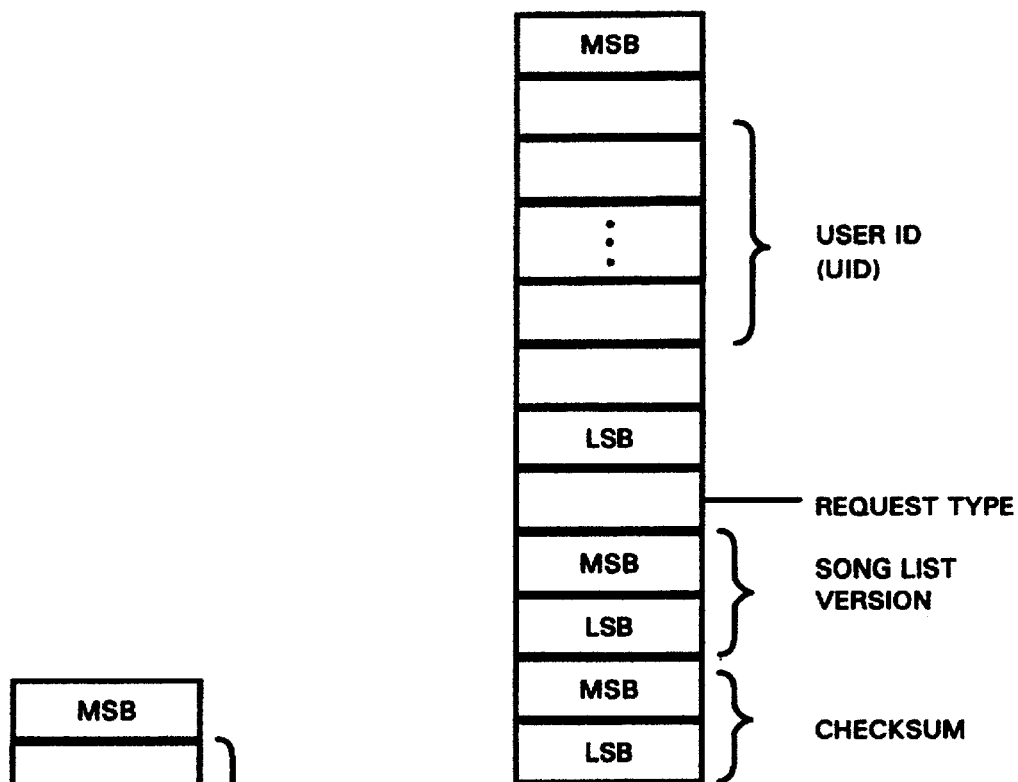 MSB
USER ID
(UID)
LSB
REQUEST TYPE
MSB
SONG LIST
VERSION
LSB
MSB
CHECKSUM
LSB
MSB